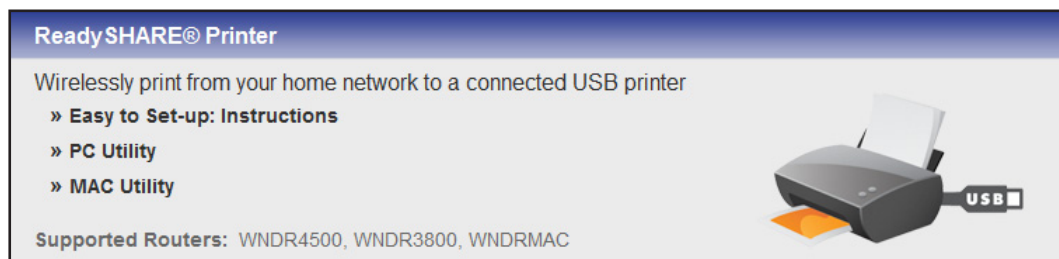 ReadySHARE® Printer
Wirelessly print from your home network to a connected USB printer
» Easy to Set-up: Instructions
» PC Utility
» MAC Utility
USB
Supported Routers: WNDR4500, WNDR3800, WNDRMAC